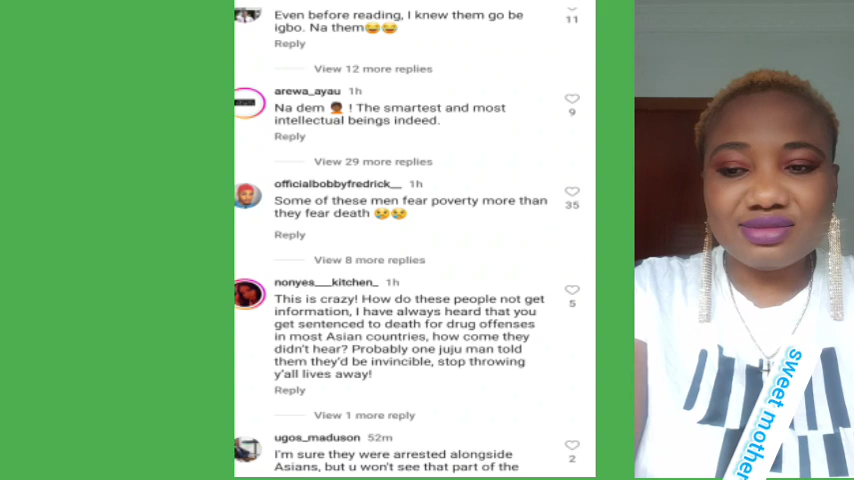 Even before reading, I knew them go be
igbo. Na them😂😂
11
Reply
View 12 more replies
arewa_ayau 1h
Na dem 🤦🏾 ! The smartest and most
intellectual beings indeed.
9
Reply
View 29 more replies
officialbobbyfredrick__ 1h
Some of these men fear poverty more than
they fear death 😢😢
35
Reply
View 8 more replies
nonyes___kitchen_ 1h
This is crazy! How do these people not get
information, I have always heard that you
get sentenced to death for drug offenses
in most Asian countries, how come they
didn't hear? Probably one juju man told
them they'd be invincible, stop throwing
y'all lives away!
5
Reply
View 1 more reply
ugos_maduson 52m
I'm sure they were arrested alongside
Asians, but u won't see that part of the
2
sweet mother